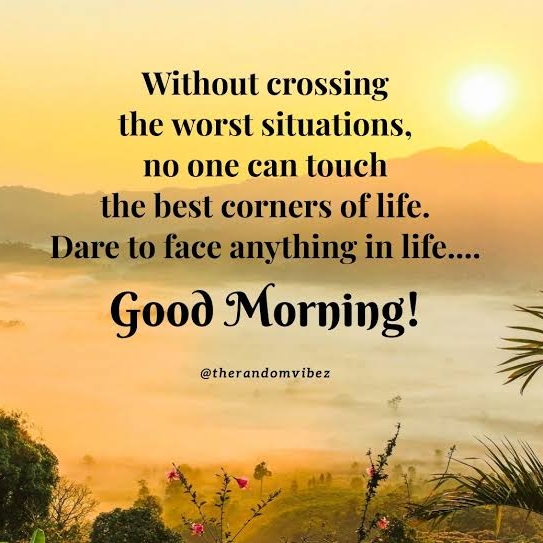 Without crossing
the worst situations,
no one can touch
the best corners of life.
Dare to face anything in life....
Good Morning!
@therandomvibez